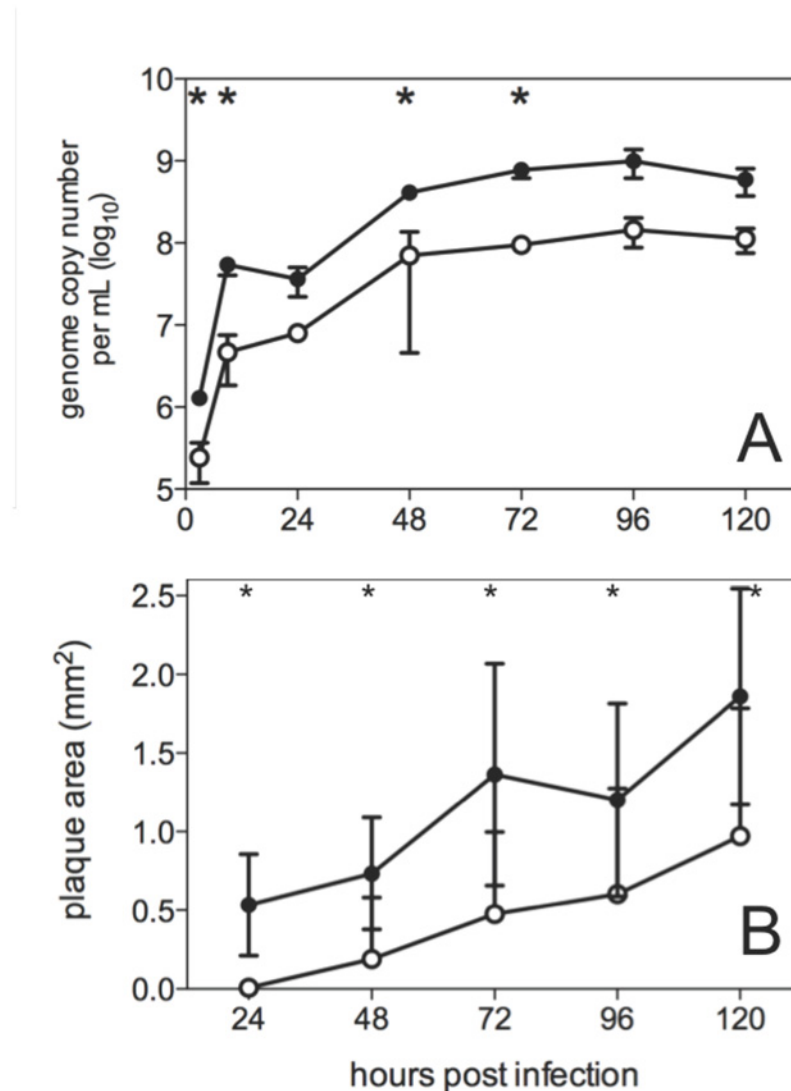 genome copy number
per mL (log₁₀)
10
* * * *
9
8
7
6
5
A
0 24 48 72 96 120
plaque area (mm²)
* * * * *
2.5
2.0
1.5
1.0
0.5
0.0
B
24 48 72 96 120
hours post infection